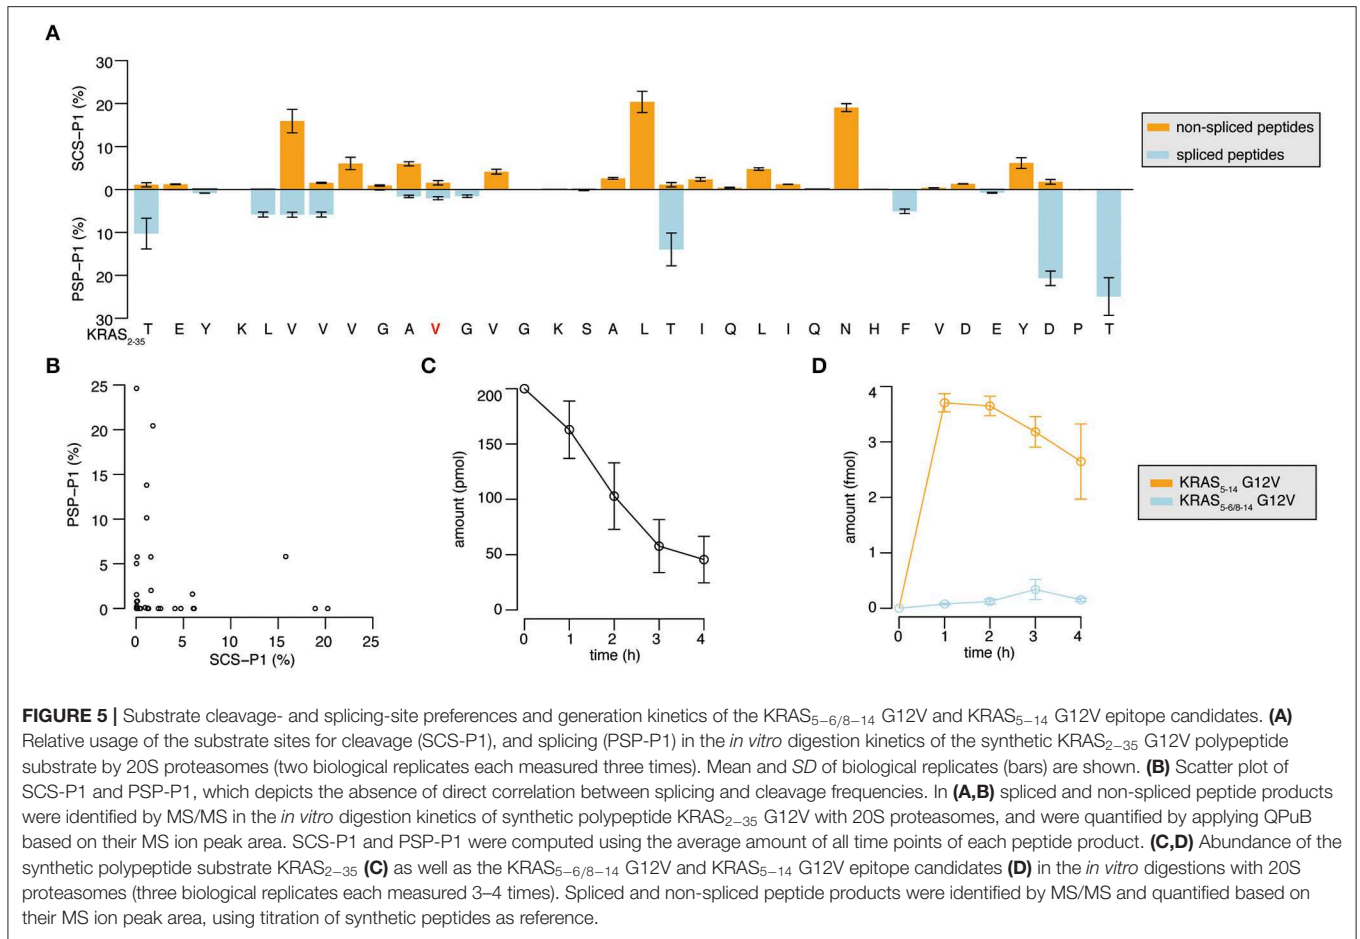 A
30
20
10
0
10
20
30
SCS–P1 (%)
PSP–P1 (%)
non-spliced peptides
spliced peptides
KRAS2-35 T E Y K L V V V G A V G V G K S A L T I Q L I Q N H F V D E Y D P T
B
25
20
15
10
5
0
PSP–P1 (%)
0 5 10 15 20 25
SCS–P1 (%)
C
200
150
100
50
0
amount (pmol)
0 1 2 3 4
time (h)
D
4
3
2
1
0
amount (fmol)
0 1 2 3 4
time (h)
KRAS5-14 G12V
KRAS5-6/8-14 G12V
FIGURE 5 | Substrate cleavage- and splicing-site preferences and generation kinetics of the KRAS5–6/8–14 G12V and KRAS5–14 G12V epitope candidates. (A)
Relative usage of the substrate sites for cleavage (SCS-P1), and splicing (PSP-P1) in the in vitro digestion kinetics of the synthetic KRAS2–35 G12V polypeptide
substrate by 20S proteasomes (two biological replicates each measured three times). Mean and SD of biological replicates (bars) are shown. (B) Scatter plot of
SCS-P1 and PSP-P1, which depicts the absence of direct correlation between splicing and cleavage frequencies. In (A,B) spliced and non-spliced peptide products
were identified by MS/MS in the in vitro digestion kinetics of synthetic polypeptide KRAS2–35 G12V with 20S proteasomes, and were quantified by applying QPuB
based on their MS ion peak area. SCS-P1 and PSP-P1 were computed using the average amount of all time points of each peptide product. (C,D) Abundance of the
synthetic polypeptide substrate KRAS2–35 (C) as well as the KRAS5–6/8–14 G12V and KRAS5–14 G12V epitope candidates (D) in the in vitro digestions with 20S
proteasomes (three biological replicates each measured 3–4 times). Spliced and non-spliced peptide products were identified by MS/MS and quantified based on
their MS ion peak area, using titration of synthetic peptides as reference.